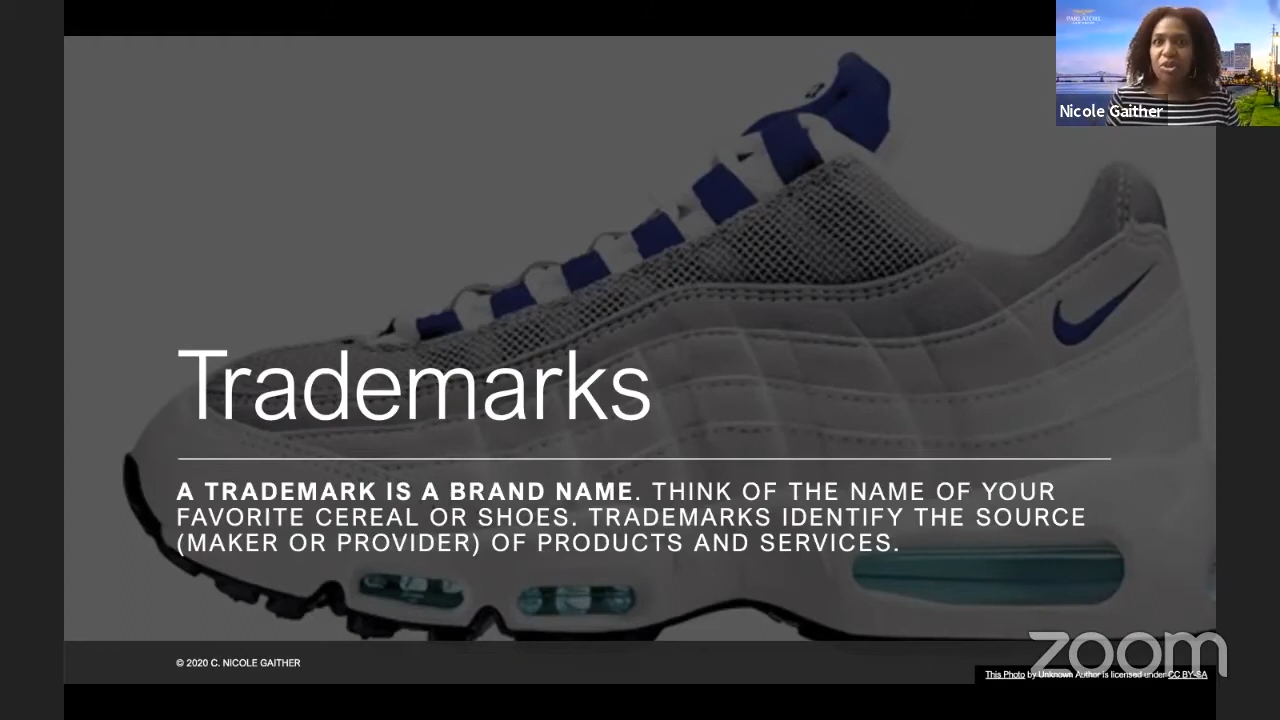 PARLATORE
Nicole Gaither
Trademarks
A TRADEMARK IS A BRAND NAME. THINK OF THE NAME OF YOUR
FAVORITE CEREAL OR SHOES. TRADEMARKS IDENTIFY THE SOURCE
(MAKER OR PROVIDER) OF PRODUCTS AND SERVICES.
© 2020 C. NICOLE GAITHER
zoom
This Photo by Unknown Author is licensed under CC BY-SA